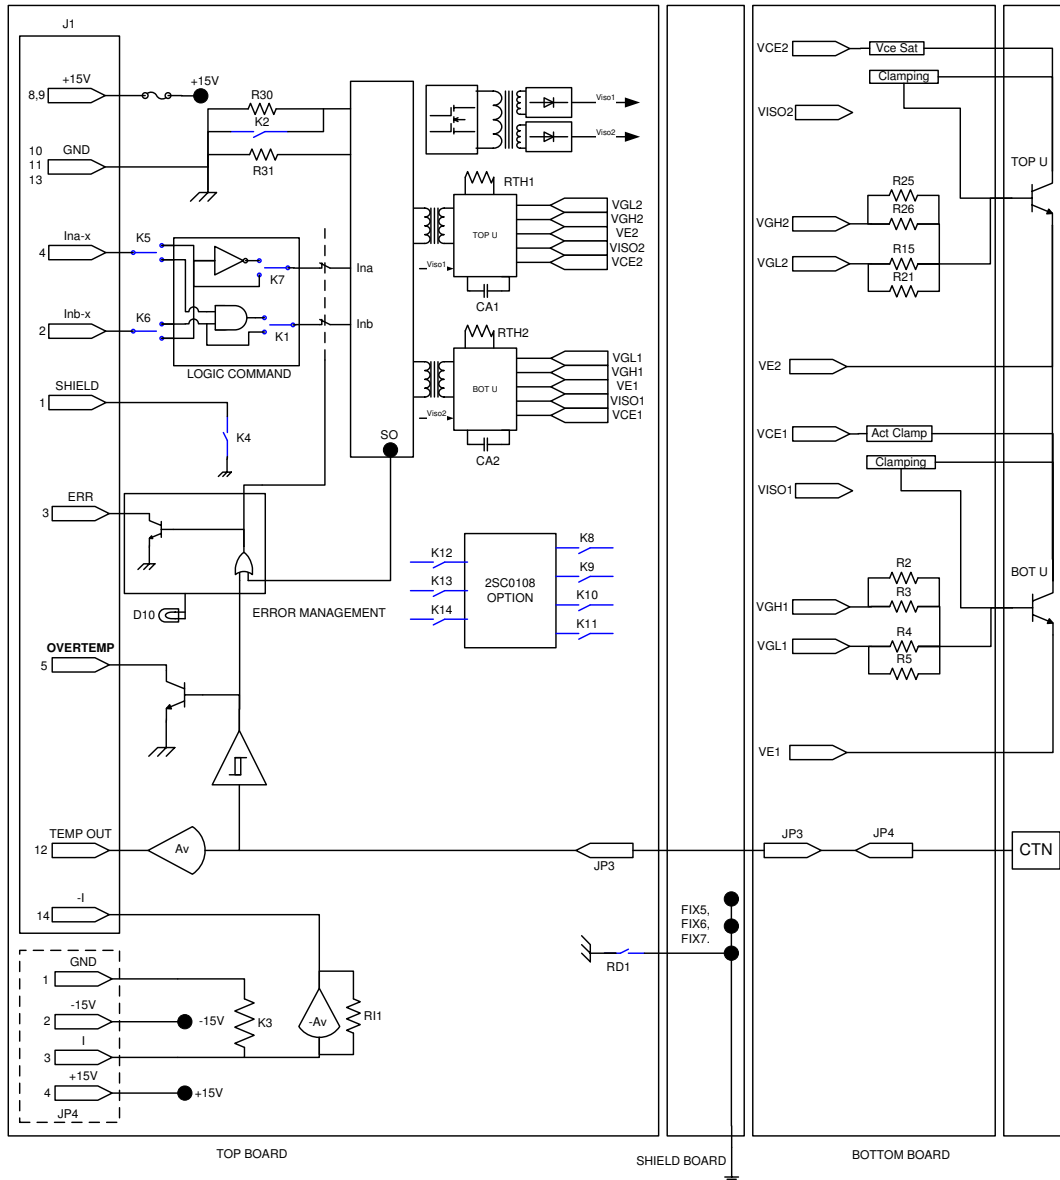 J1
+15V
8,9
+15V
10
11
13
GND
R30
K2
R31
Viso1
Viso2
Ina-x
4
K5
K7
Ina
Inb-x
2
K6
K1
Inb
LOGIC COMMAND
RTH1
TOP U
Viso1
VGL2
VGH2
VE2
VISO2
VCE2
CA1
RTH2
BOT U
Viso2
VGL1
VGH1
VE1
VISO1
VCE1
CA2
SHIELD
1
K4
SO
ERR
3
D10
ERROR MANAGEMENT
K12
K13
K14
2SC0108
OPTION
K8
K9
K10
K11
OVERTEMP
5
TEMP OUT
12
Av
JP3
-I
14
GND
1
-15V
2
-15V
I
3
+15V
4
+15V
JP4
K3
-Av
RI1
RD1
FIX5,
FIX6,
FIX7.
VCE2
Vce Sat
Clamping
VISO2
TOP U
R25
VGH2
R26
VGL2
R15
R21
VE2
VCE1
Act Clamp
Clamping
VISO1
BOT U
R2
VGH1
R3
VGL1
R4
R5
VE1
JP3
JP4
CTN
TOP BOARD
SHIELD BOARD
BOTTOM BOARD